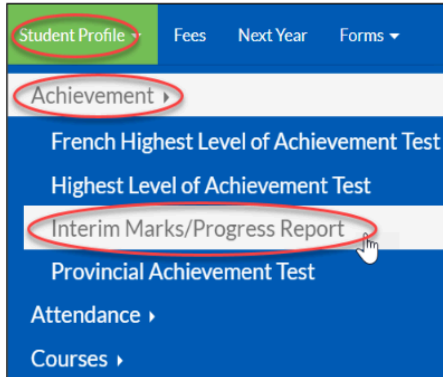 Student Profile Fees Next Year Forms
Achievement
French Highest Level of Achievement Test
Highest Level of Achievement Test
Interim Marks/Progress Report
Provincial Achievement Test
Attendance
Courses